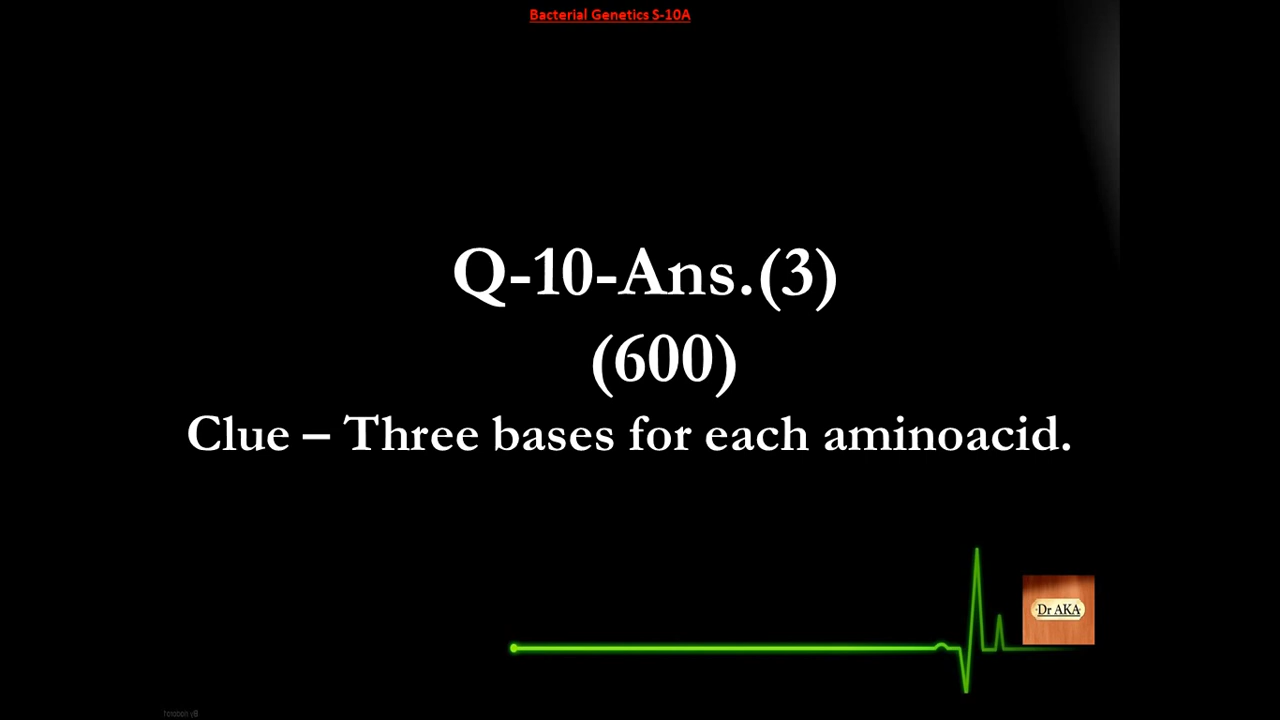 Bacterial Genetics S-10A
Q-10-Ans.(3)
(600)
Clue – Three bases for each aminoacid.
Dr AKA